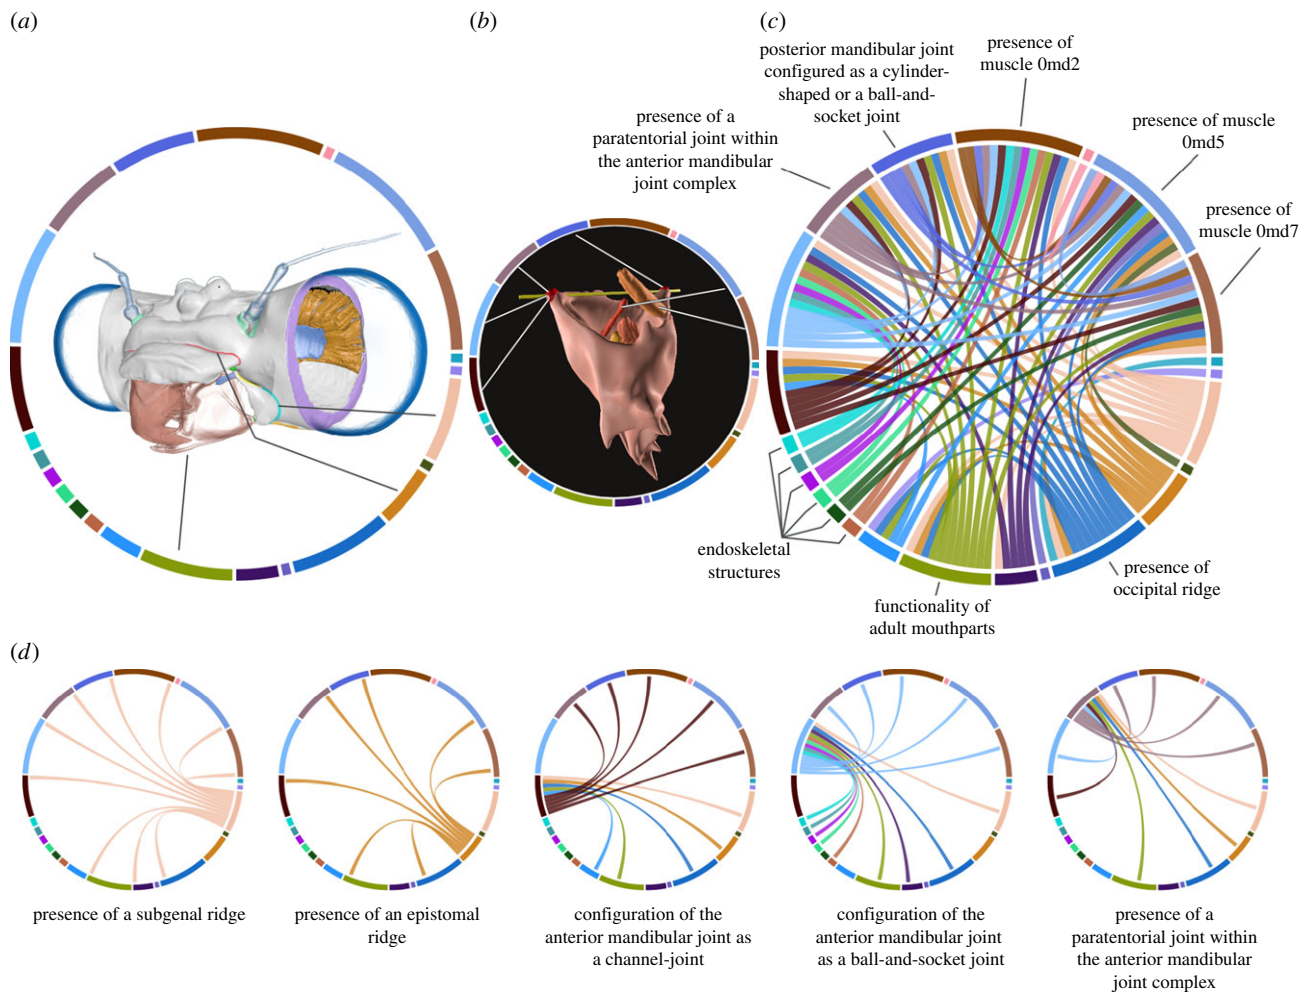 (a)
(b)
(c)
posterior mandibular joint
configured as a cylinder-
shaped or a ball-and-
socket joint
presence of
muscle 0md2
presence of a
paratentorial joint within
the anterior mandibular
joint complex
presence of muscle
0md5
presence of
muscle 0md7
endoskeletal
structures
functionality of
adult mouthparts
presence of
occipital ridge
(d)
presence of a subgenal ridge
presence of an epistomal
ridge
configuration of the
anterior mandibular joint as
a channel-joint
configuration of the
anterior mandibular joint
as a ball-and-socket joint
presence of a
paratentorial joint within
the anterior mandibular
joint complex